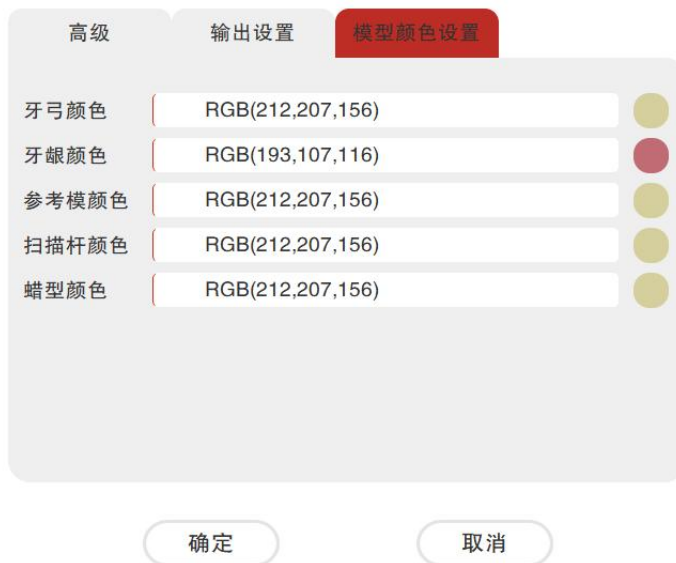 高级 输出设置 模型颜色设置
牙弓颜色 RGB(212,207,156)
牙龈颜色 RGB(193,107,116)
参考模颜色 RGB(212,207,156)
扫描杆颜色 RGB(212,207,156)
蜡型颜色 RGB(212,207,156)
确定 取消